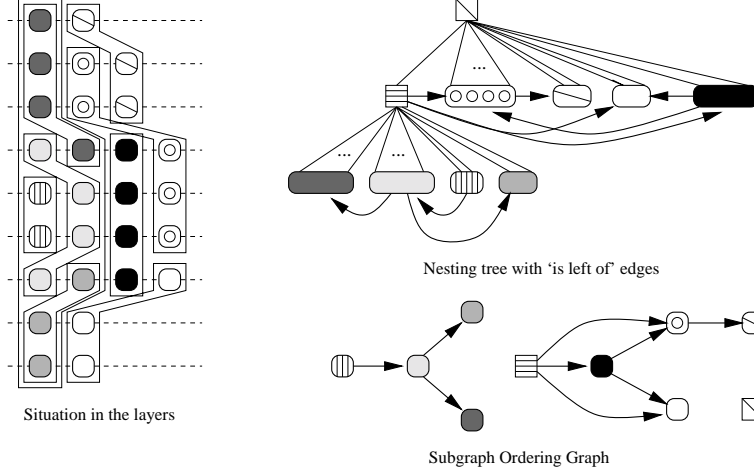 ...
... ...
Nesting tree with ‘is left of’ edges
Situation in the layers
Subgraph Ordering Graph